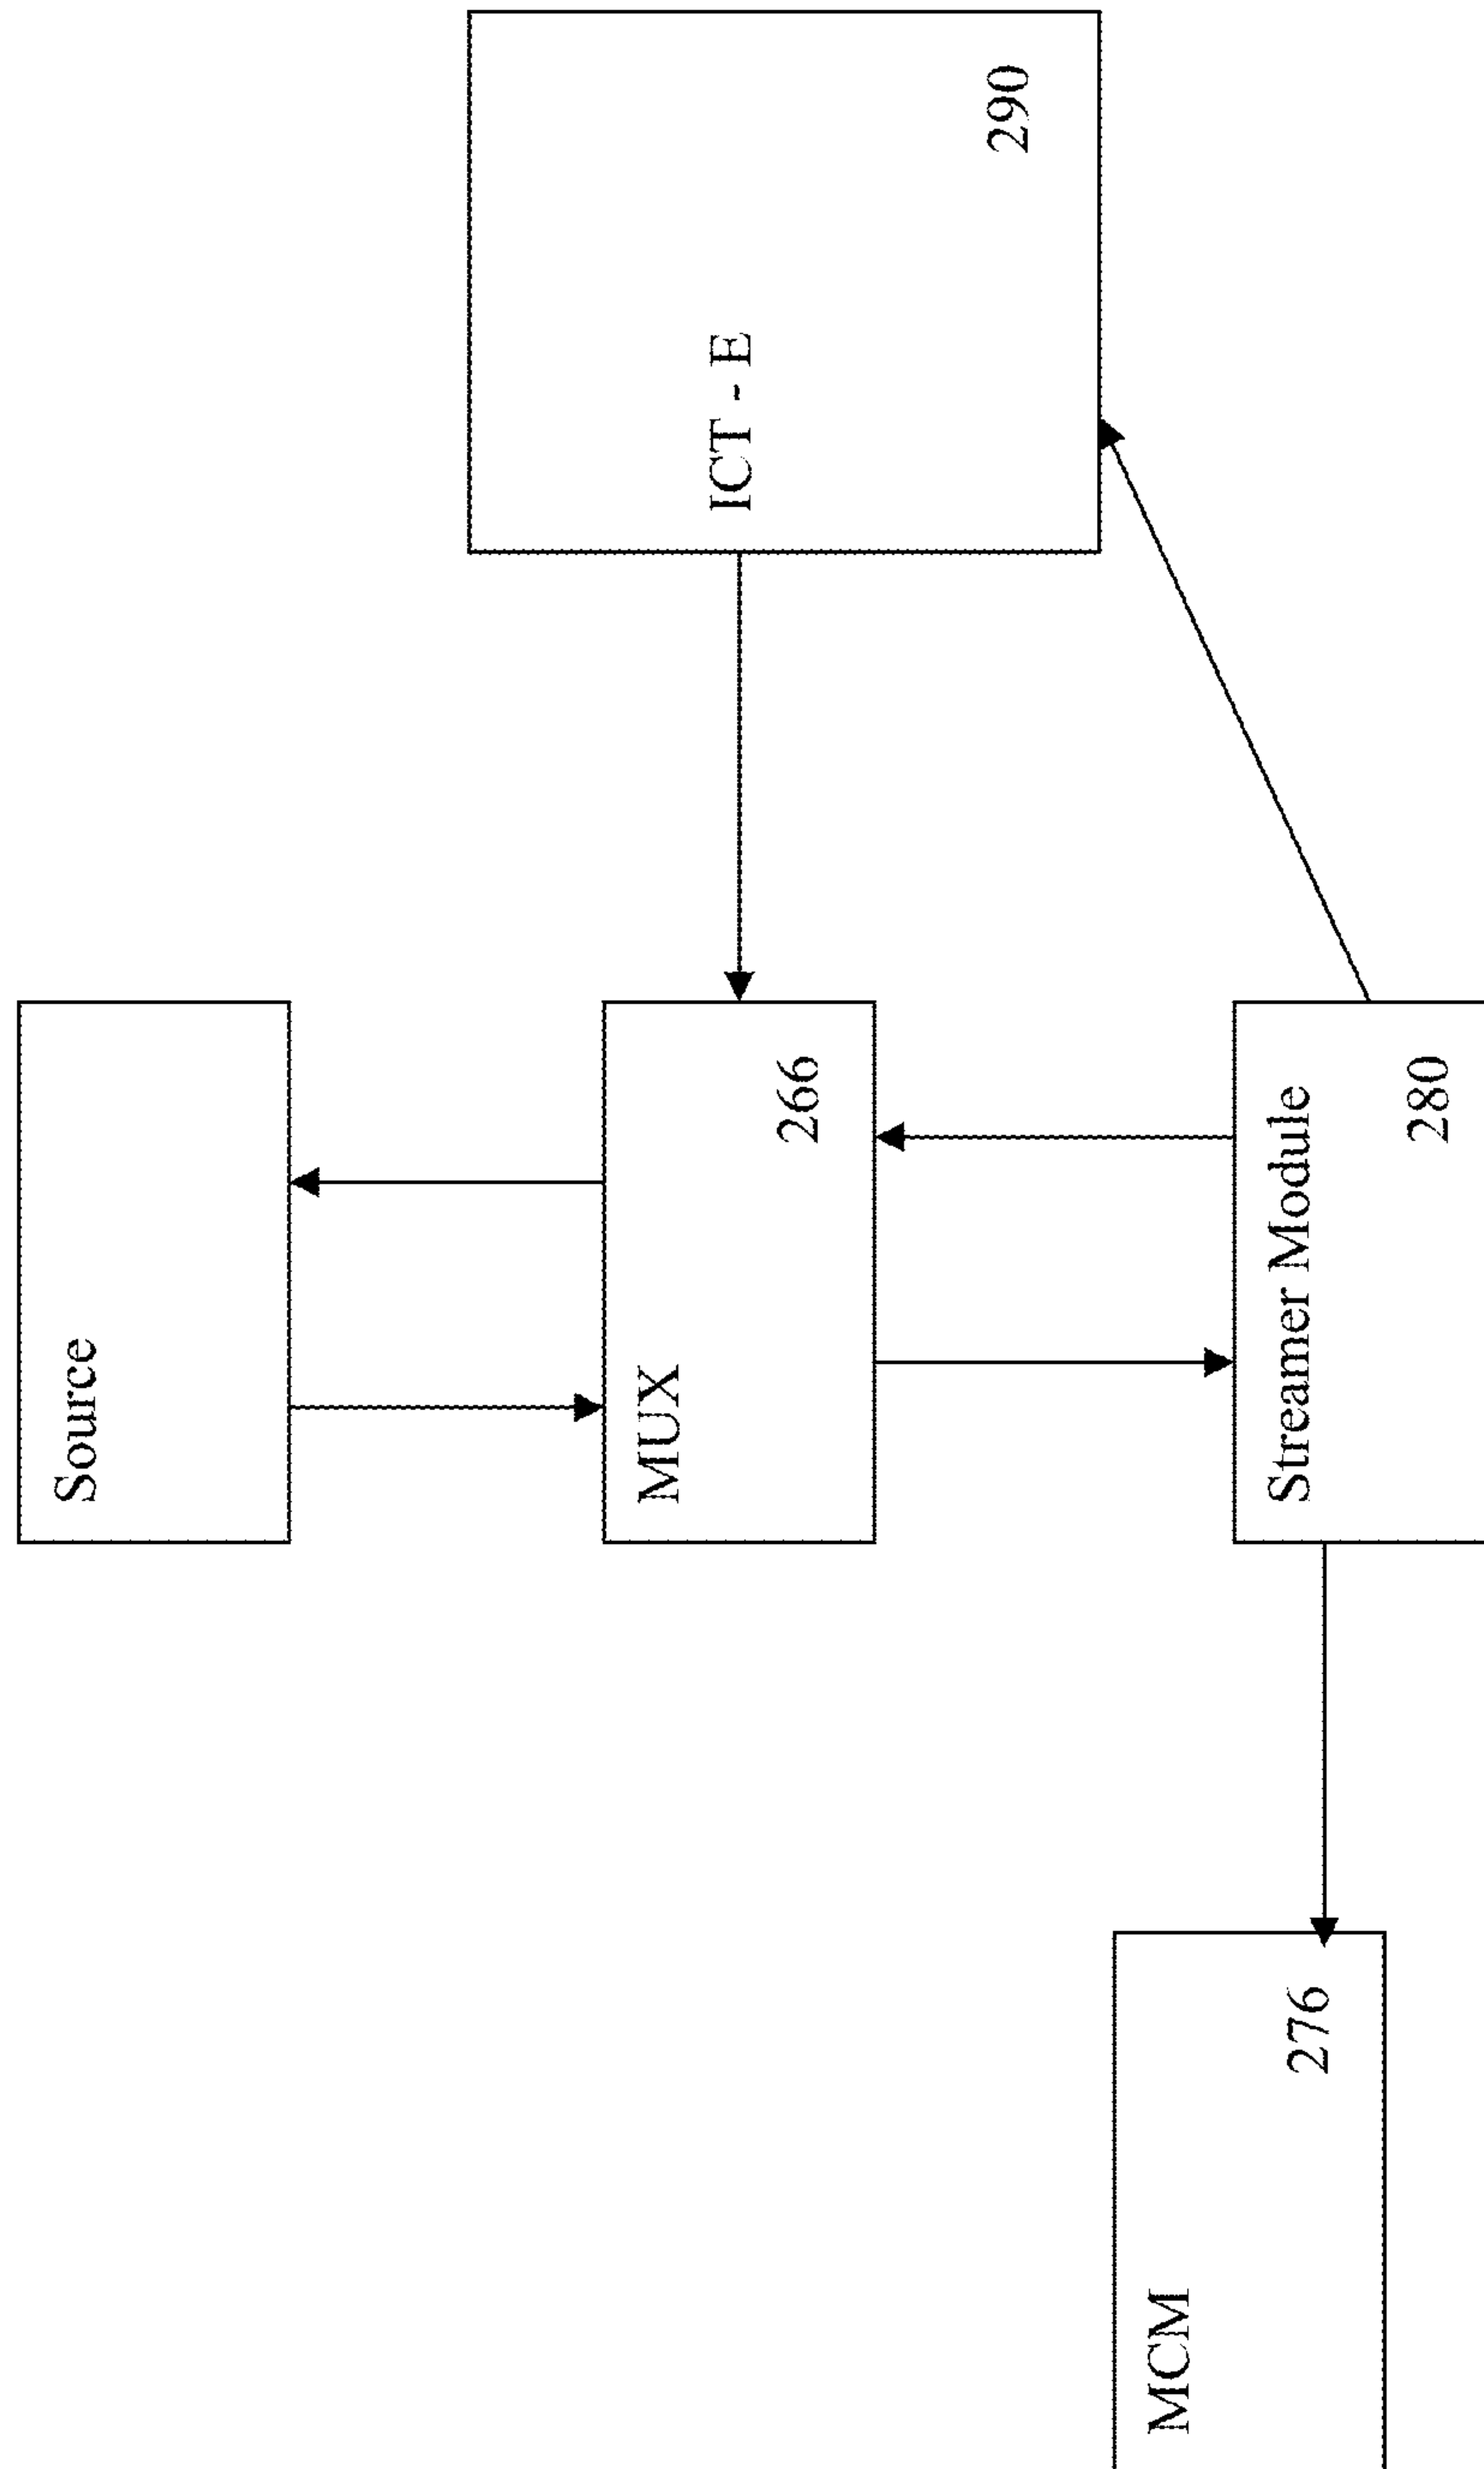 Source
MCM
276
MUX
266
Streamer Module
280
ICT - E
290